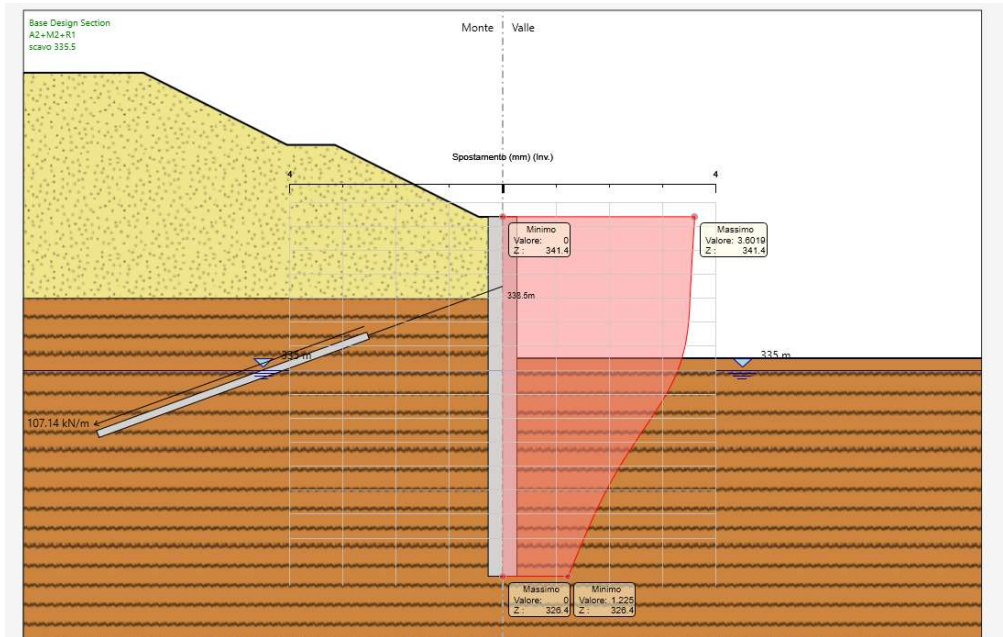 Base Design Section
A2+M2+R1
scavo 335.5
Monte
Valle
Spostamento (mm) (Inv.)
4
4
Minimo
Valore: 0
Z : 341.4
Massimo
Valore: 3.6019
Z : 341.4
338.5m
335 m
335 m
107.14 kN/m
Massimo
Valore: 0
Z : 326.4
Minimo
Valore: 1.225
Z : 326.4